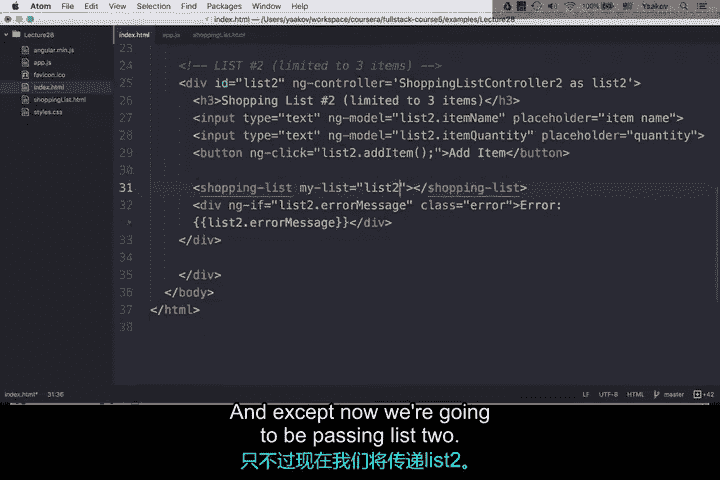 Atom File Edit View Selection Find Packages Window Help 100% Yaakov
index.html — /Users/yaakov/workspace/coursera/fullstack-course5/examples/Lecture28
Lecture28
angular.min.js
app.js
favicon.ico
index.html
shoppingList.html
styles.css
index.html app.js shoppingList.html
23
24 <!-- LIST #2 (limited to 3 items) -->
25 <div id="list2" ng-controller='ShoppingListController2 as list2'>
26 <h3>Shopping List #2 (limited to 3 items)</h3>
27 <input type="text" ng-model="list2.itemName" placeholder="item name">
28 <input type="text" ng-model="list2.itemQuantity" placeholder="quantity">
29 <button ng-click="list2.addItem();">Add Item</button>
30
31 <shopping-list my-list="list2"></shopping-list>
32 <div ng-if="list2.errorMessage" class="error">Error:
{{list2.errorMessage}}</div>
33 </div>
34
35 </div>
36 </body>
37 </html>
38
index.html* 31:36 LF UTF-8 HTML master +42
And except now we're going
to be passing list two.
只不过现在我们将传递list2。